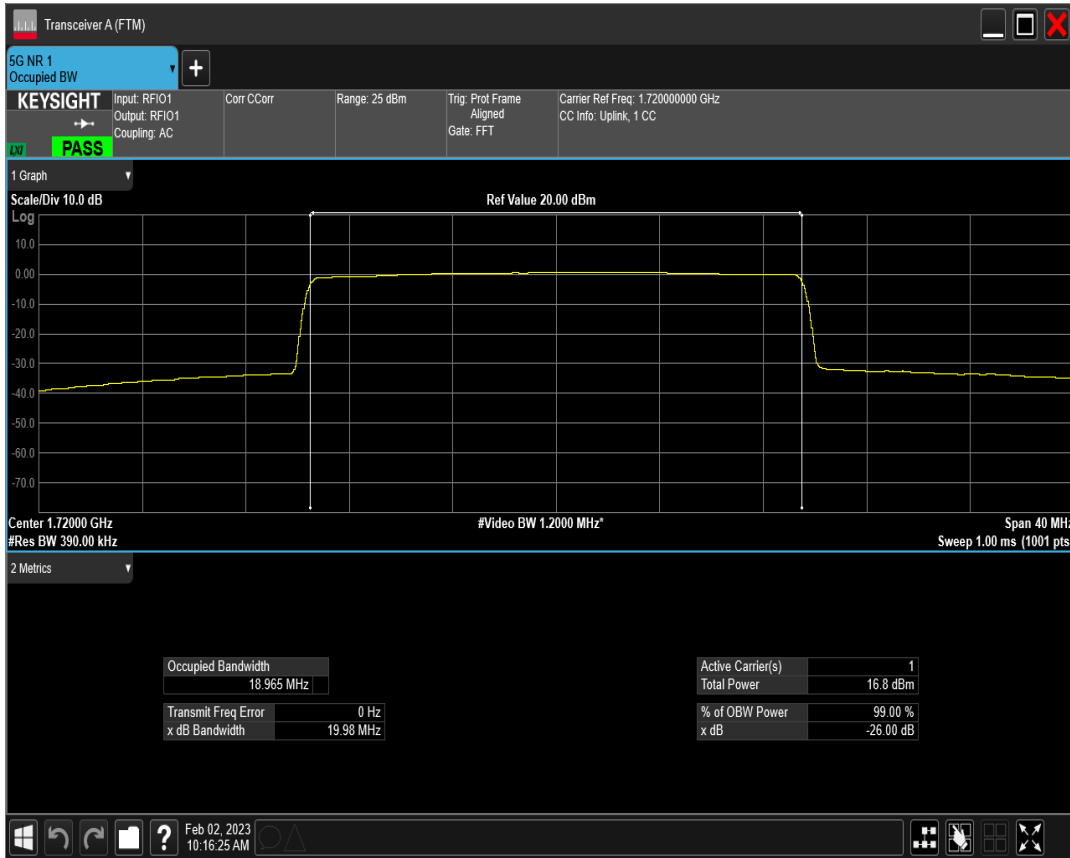 Transceiver A (FTM)
5G NR 1
Occupied BW
+
KEYSIGHT
LXI
PASS
Input: RFIO1
Output: RFIO1
Coupling: AC
Corr CCorr
Range: 25 dBm
Trig: Prot Frame
Aligned
Gate: FFT
Carrier Ref Freq: 1.720000000 GHz
CC Info: Uplink, 1 CC
1 Graph
Scale/Div 10.0 dB
Ref Value 20.00 dBm
Log
10.0
0.00
-10.0
-20.0
-30.0
-40.0
-50.0
-60.0
-70.0
Center 1.72000 GHz
#Video BW 1.2000 MHz*
Span 40 MHz
#Res BW 390.00 kHz
Sweep 1.00 ms (1001 pts
2 Metrics
Occupied Bandwidth
18.965 MHz
Transmit Freq Error 0 Hz
x dB Bandwidth 19.98 MHz
Active Carrier(s) 1
Total Power 16.8 dBm
% of OBW Power 99.00 %
x dB -26.00 dB
?
Feb 02, 2023
10:16:25 AM